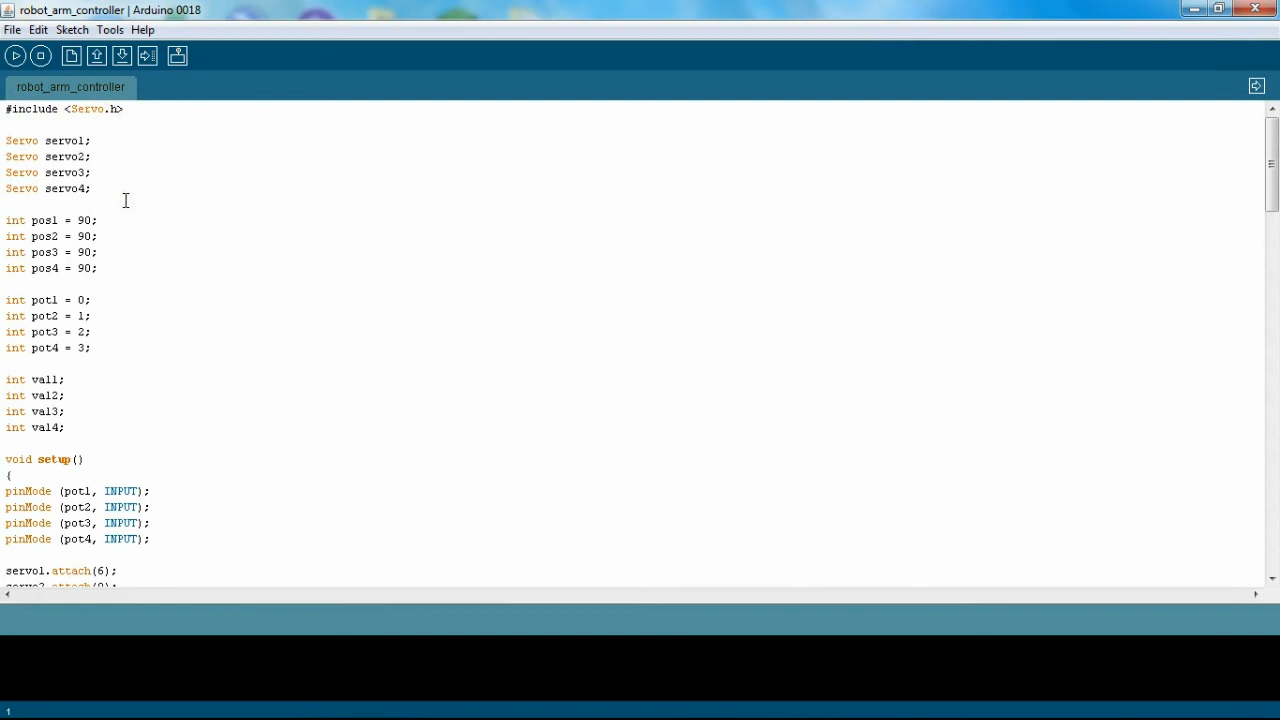 robot_arm_controller | Arduino 0018
File Edit Sketch Tools Help
robot_arm_controller
#include <Servo.h>
Servo servo1;
Servo servo2;
Servo servo3;
Servo servo4;
int pos1 = 90;
int pos2 = 90;
int pos3 = 90;
int pos4 = 90;
int pot1 = 0;
int pot2 = 1;
int pot3 = 2;
int pot4 = 3;
int val1;
int val2;
int val3;
int val4;
void setup()
{
pinMode (pot1, INPUT);
pinMode (pot2, INPUT);
pinMode (pot3, INPUT);
pinMode (pot4, INPUT);
servo1.attach(6);
1